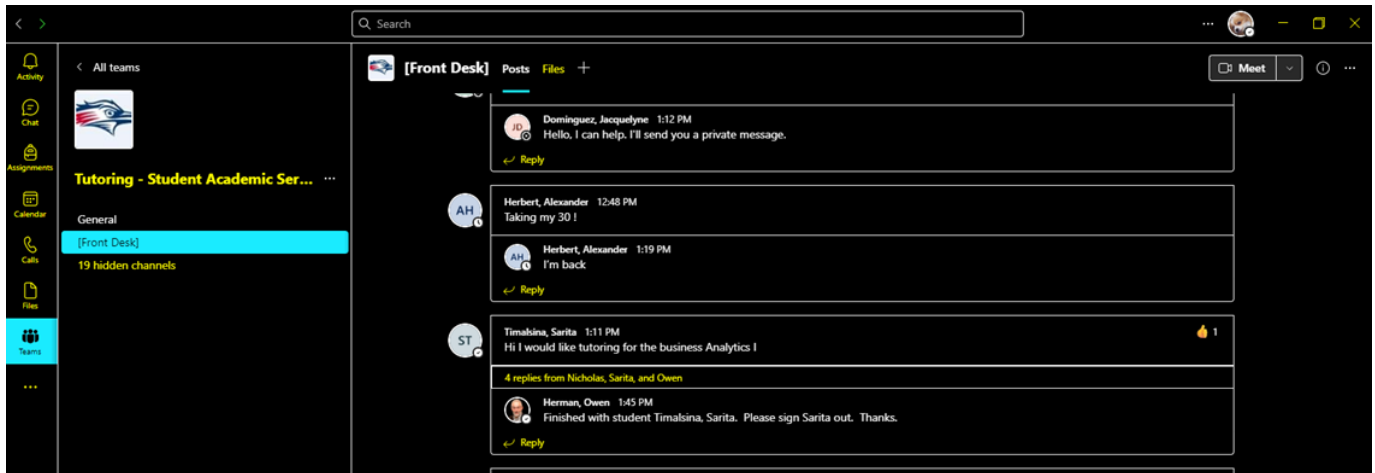 Search
Activity
Chat
Assignments
Calendar
Calls
Files
Teams
All teams
Tutoring - Student Academic Ser...
General
[Front Desk]
19 hidden channels
[Front Desk] Posts Files
Meet
JD
Dominguez, Jacquelyne 1:12 PM
Hello, I can help. I'll send you a private message.
Reply
AH
Herbert, Alexander 12:48 PM
Taking my 30 !
AH
Herbert, Alexander 1:19 PM
I'm back
Reply
ST
Timalsina, Sarita 1:11 PM
1
Hi I would like tutoring for the business Analytics I
4 replies from Nicholas, Sarita, and Owen
Herman, Owen 1:45 PM
Finished with student Timalsina, Sarita. Please sign Sarita out. Thanks.
Reply